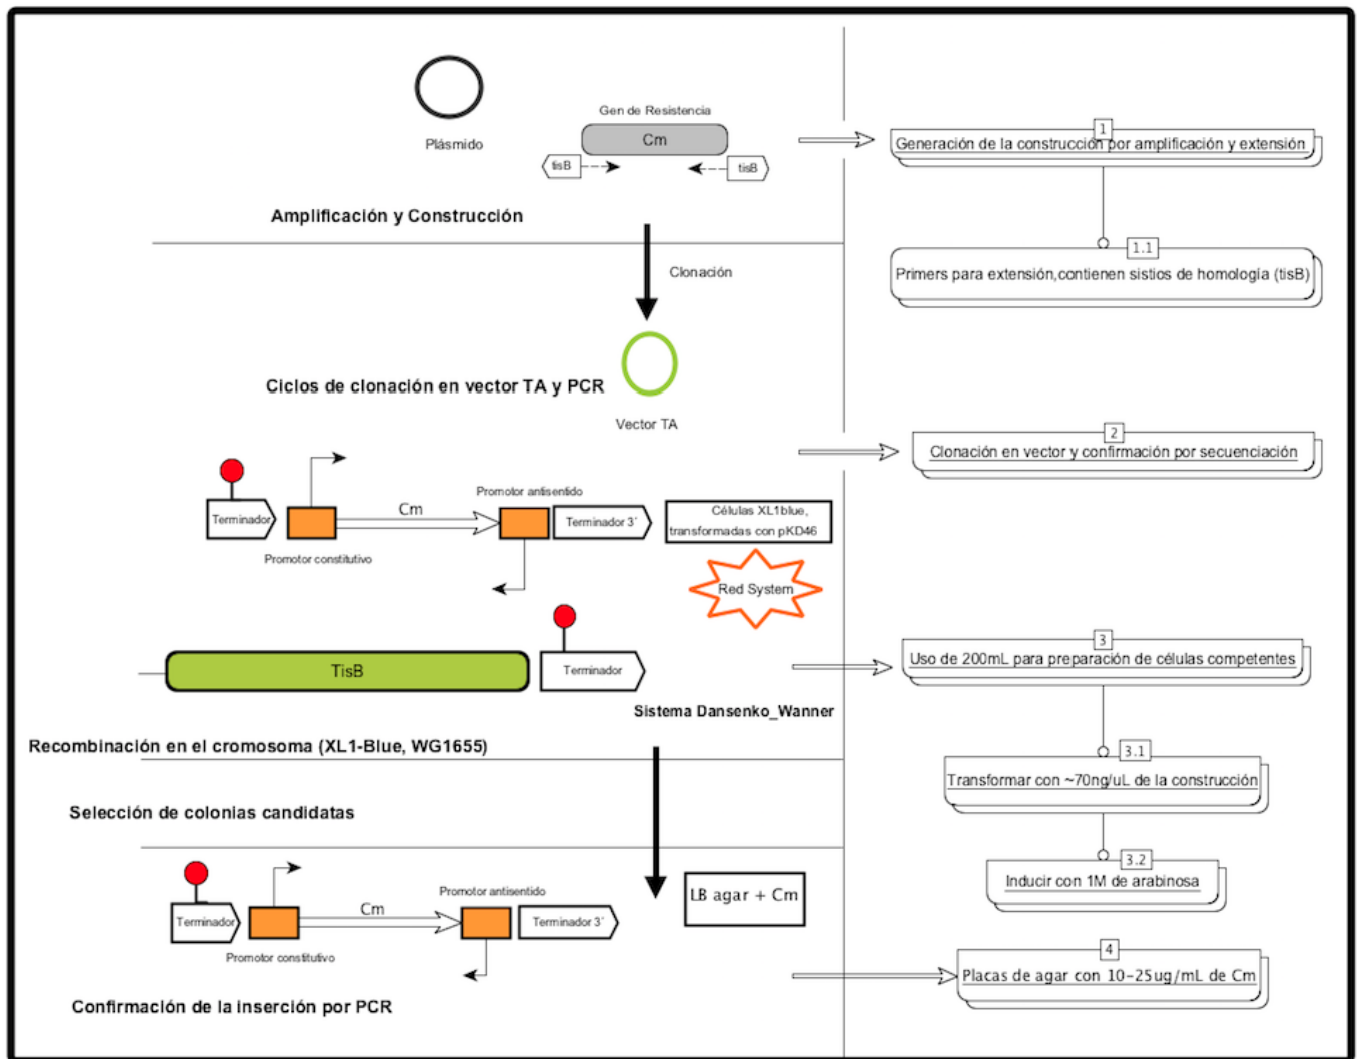 Plásmido
Gen de Resistencia
Cm
tisB
tisB
Amplificación y Construcción
1
Generación de la construcción por amplificación y extensión
1.1
Primers para extensión,contienen sistios de homología (tisB)
Clonación
Ciclos de clonación en vector TA y PCR
Vector TA
2
Clonación en vector y confirmación por secuenciación
Terminador
Promotor constitutivo
Cm
Promotor antisentido
Terminador 3´
Células XL1blue,
transformadas con pKD46
Red System
TisB
Terminador
Sistema Dansenko_Wanner
3
Uso de 200mL para preparación de células competentes
Recombinación en el cromosoma (XL1-Blue, WG1655)
3.1
Transformar con ~70ng/uL de la construcción
Selección de colonias candidatas
3.2
Inducir con 1M de arabinosa
Terminador
Promotor constitutivo
Cm
Promotor antisentido
Terminador 3´
LB agar + Cm
4
Placas de agar con 10-25ug/mL de Cm
Confirmación de la inserción por PCR